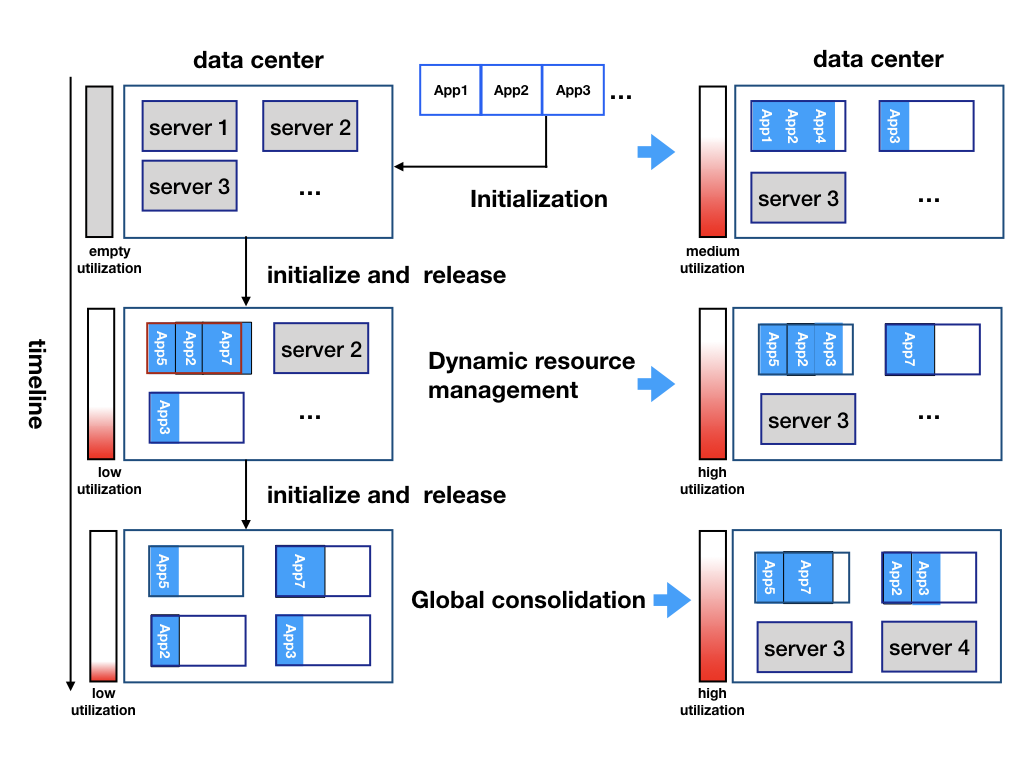 data center
App1 App2 App3 ...
data center
server 1 server 2
server 3 ...
App1 App2 App4 App3
server 3 ...
Initialization
empty
utilization
medium
utilization
initialize and release
timeline
App5 App2 App7 server 2
App3 ...
Dynamic resource
management
App5 App2 App3 App7
server 3 ...
low
utilization
high
utilization
initialize and release
App5 App7
App2 App3
Global consolidation
App5 App7 App2 App3
server 3 server 4
low
utilization
high
utilization